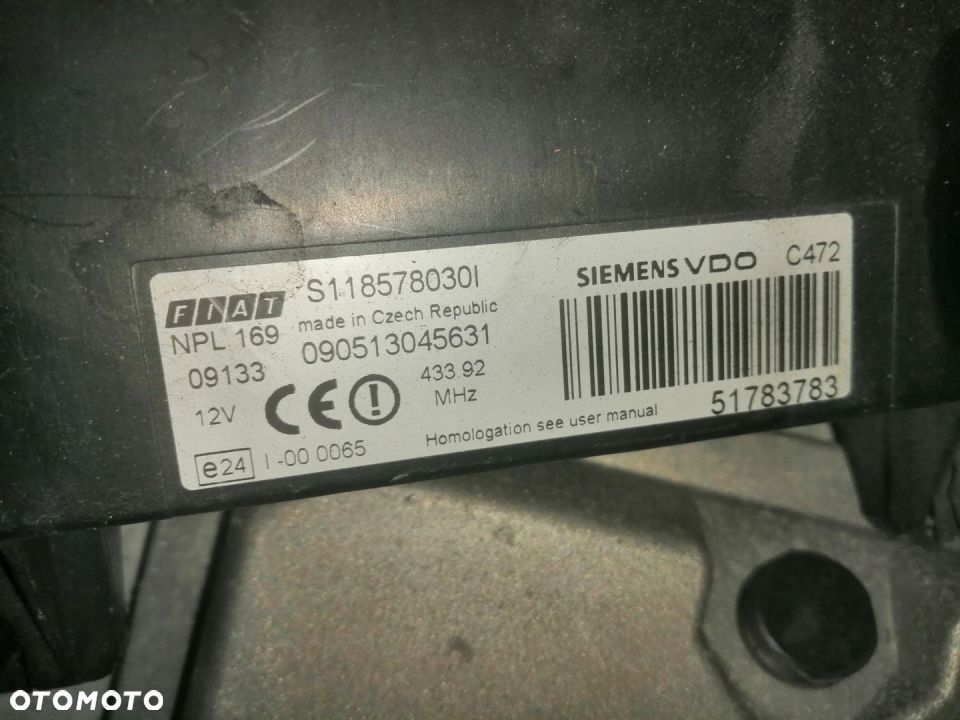 FIAT S118578030I SIEMENS VDO C472
NPL 169 made in Czech Republic
09133 090513045631
12V CE 433.92
MHz
e24 I -00 0065 Homologation see user manual 51783783
OTOMOTO